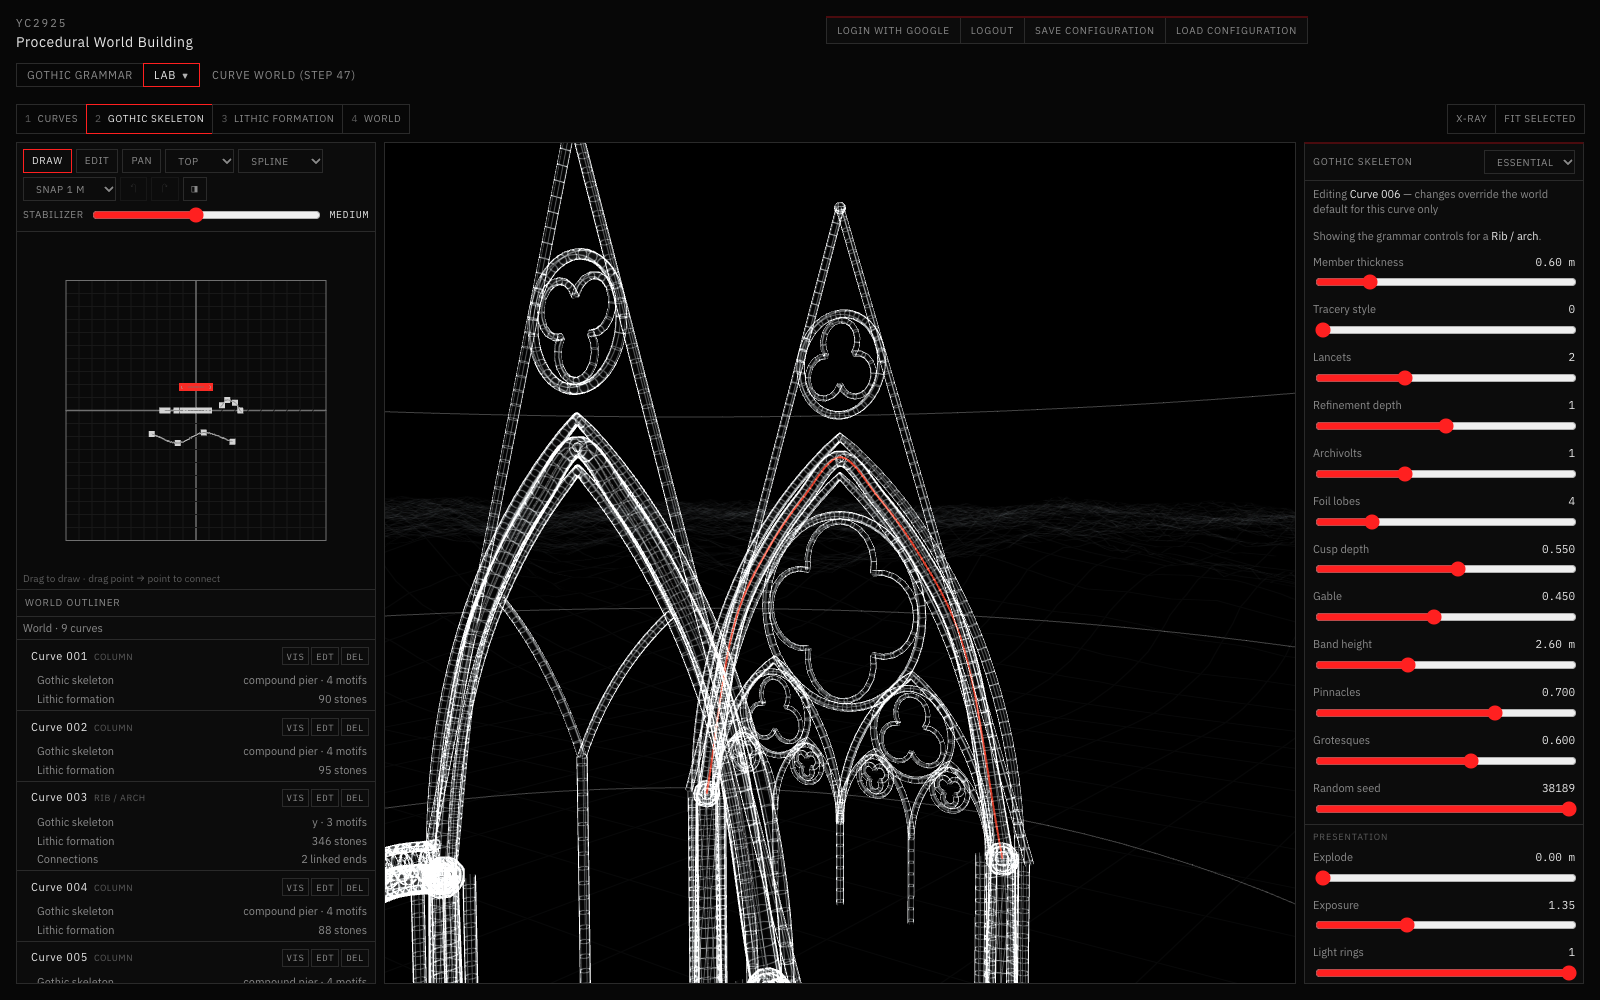 YC2925
Procedural World Building
LOGIN WITH GOOGLE LOGOUT SAVE CONFIGURATION LOAD CONFIGURATION
GOTHIC GRAMMAR LAB ▾ CURVE WORLD (STEP 47)
1 CURVES 2 GOTHIC SKELETON 3 LITHIC FORMATION 4 WORLD
X-RAY FIT SELECTED
DRAW EDIT PAN TOP SPLINE
SNAP 1 M
STABILIZER MEDIUM
Drag to draw · drag point → point to connect
WORLD OUTLINER
World · 9 curves
Curve 001 COLUMN VIS EDT DEL
Gothic skeleton compound pier · 4 motifs
Lithic formation 90 stones
Curve 002 COLUMN VIS EDT DEL
Gothic skeleton compound pier · 4 motifs
Lithic formation 95 stones
Curve 003 RIB / ARCH VIS EDT DEL
Gothic skeleton y · 3 motifs
Lithic formation 346 stones
Connections 2 linked ends
Curve 004 COLUMN VIS EDT DEL
Gothic skeleton compound pier · 4 motifs
Lithic formation 88 stones
Curve 005 COLUMN VIS EDT DEL
Gothic skeleton compound pier · 4 motifs
GOTHIC SKELETON ESSENTIAL
Editing Curve 006 — changes override the world
default for this curve only
Showing the grammar controls for a Rib / arch.
Member thickness 0.60 m
Tracery style 0
Lancets 2
Refinement depth 1
Archivolts 1
Foil lobes 4
Cusp depth 0.550
Gable 0.450
Band height 2.60 m
Pinnacles 0.700
Grotesques 0.600
Random seed 38189
PRESENTATION
Explode 0.00 m
Exposure 1.35
Light rings 1